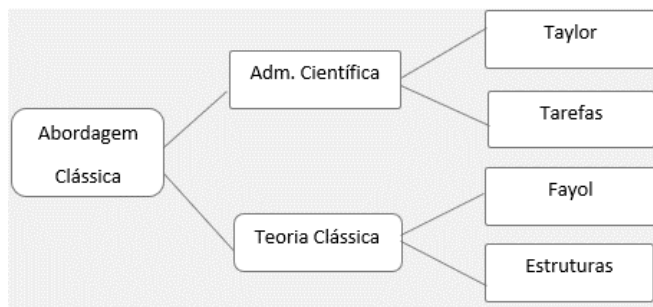 Abordagem
Clássica
Adm. Científica
Taylor
Tarefas
Teoria Clássica
Fayol
Estruturas